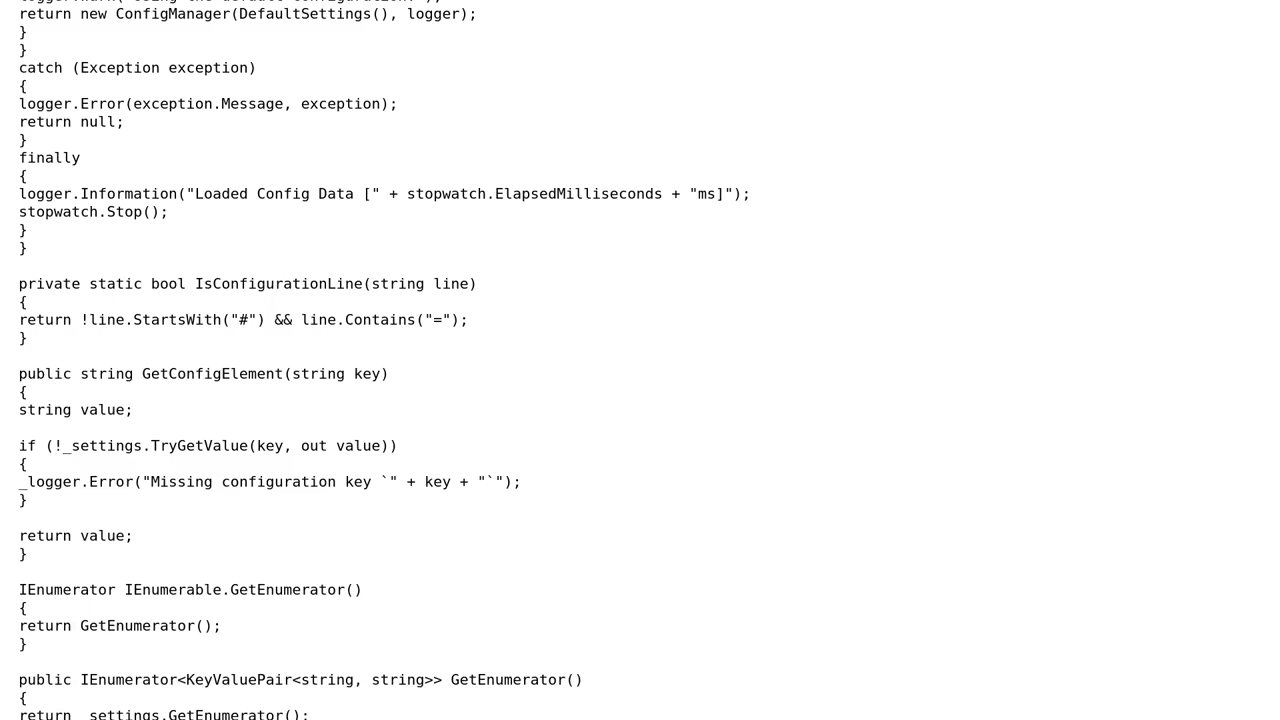 return new ConfigManager(DefaultSettings(), logger);
}
}
catch (Exception exception)
{
logger.Error(exception.Message, exception);
return null;
}
finally
{
logger.Information("Loaded Config Data [" + stopwatch.ElapsedMilliseconds + "ms]");
stopwatch.Stop();
}
}

private static bool IsConfigurationLine(string line)
{
return !line.StartsWith("#") && line.Contains("=");
}

public string GetConfigElement(string key)
{
string value;

if (!_settings.TryGetValue(key, out value))
{
_logger.Error("Missing configuration key `" + key + "`");
}

return value;
}

IEnumerator IEnumerable.GetEnumerator()
{
return GetEnumerator();
}

public IEnumerator<KeyValuePair<string, string>> GetEnumerator()
{
return _settings.GetEnumerator();